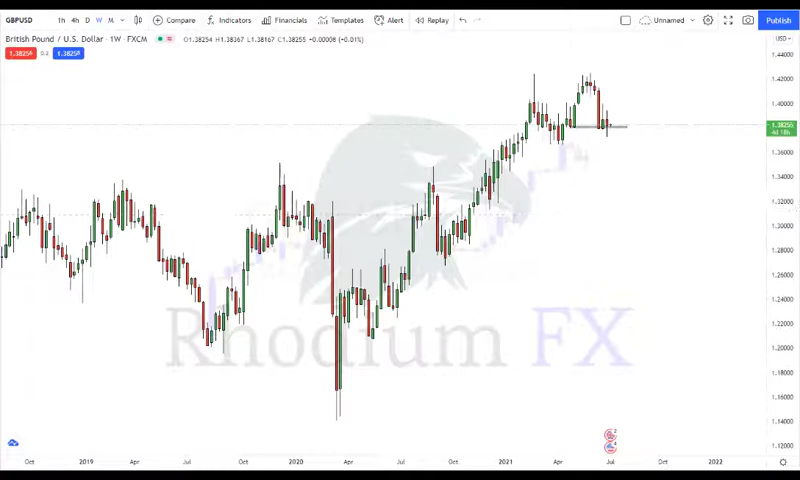 GBPUSD 1h 4h D W M Compare Indicators Financials Templates Alert Replay Unnamed Publish
British Pound / U.S. Dollar · 1W · FXCM O1.38254 H1.38367 L1.38167 C1.38255 +0.00008 (+0.01%) USD
1.38254 0.2 1.38256
1.44000
1.42000
1.40000
1.38255
4d 18h
1.36000
1.34000
1.32000
1.30000
1.28000
1.26000
1.24000
1.22000
1.20000
1.18000
1.16000
1.14000
1.12000
Rhodium FX
Oct 2019 Apr Jul Oct 2020 Apr Jul Oct 2021 Apr Jul Oct 2022